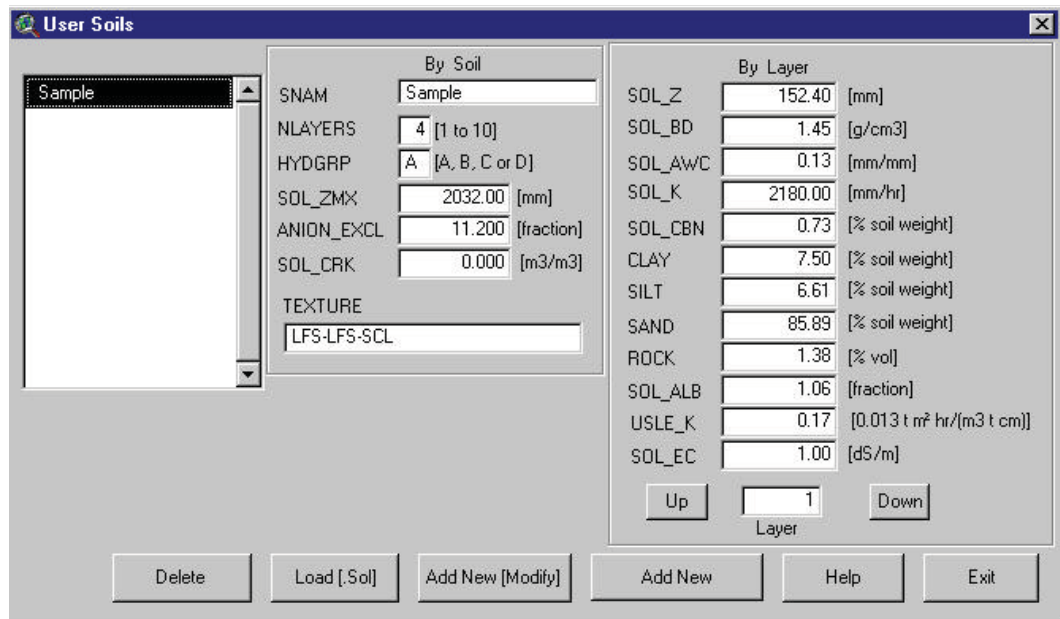 User Soils
Sample
By Soil
SNAM Sample
NLAYERS 4 [1 to 10]
HYDGRP A [A, B, C or D]
SOL_ZMX 2032.00 [mm]
ANION_EXCL 11.200 [fraction]
SOL_CRK 0.000 [m3/m3]
TEXTURE
LFS-LFS-SCL
By Layer
SOL_Z 152.40 [mm]
SOL_BD 1.45 [g/cm3]
SOL_AWC 0.13 [mm/mm]
SOL_K 2180.00 [mm/hr]
SOL_CBN 0.73 [% soil weight]
CLAY 7.50 [% soil weight]
SILT 6.61 [% soil weight]
SAND 85.89 [% soil weight]
ROCK 1.38 [% vol]
SOL_ALB 1.06 [fraction]
USLE_K 0.17 [0.013 t m² hr/(m3 t cm)]
SOL_EC 1.00 [dS/m]
Up 1 Down
Layer
Delete Load [.Sol] Add New [Modify] Add New Help Exit